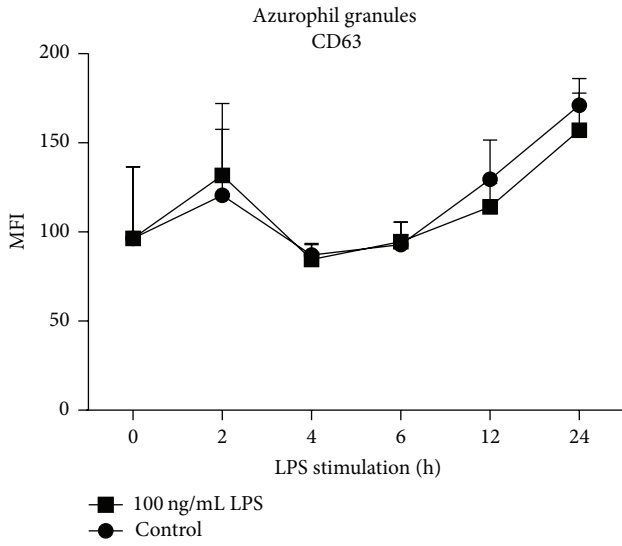 Azurophil granules
CD63
200
150
100
50
0
MFI
0 2 4 6 12 24
LPS stimulation (h)
100 ng/mL LPS
Control